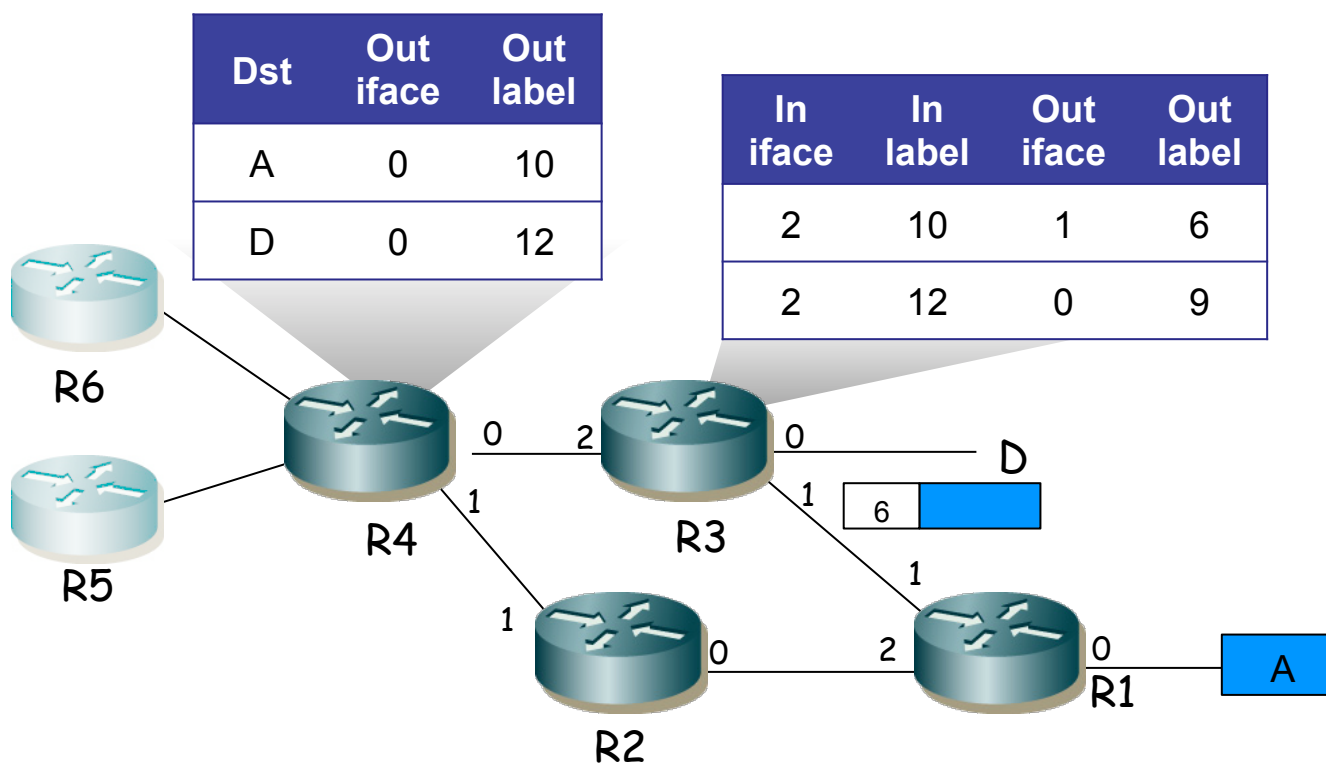 Dst Out iface Out label
A 0 10
D 0 12
In iface In label Out iface Out label
2 10 1 6
2 12 0 9
R6
R5
R4
0
2
1
R3
0
D
1
6
1
1
R2
0
2
R1
0
A